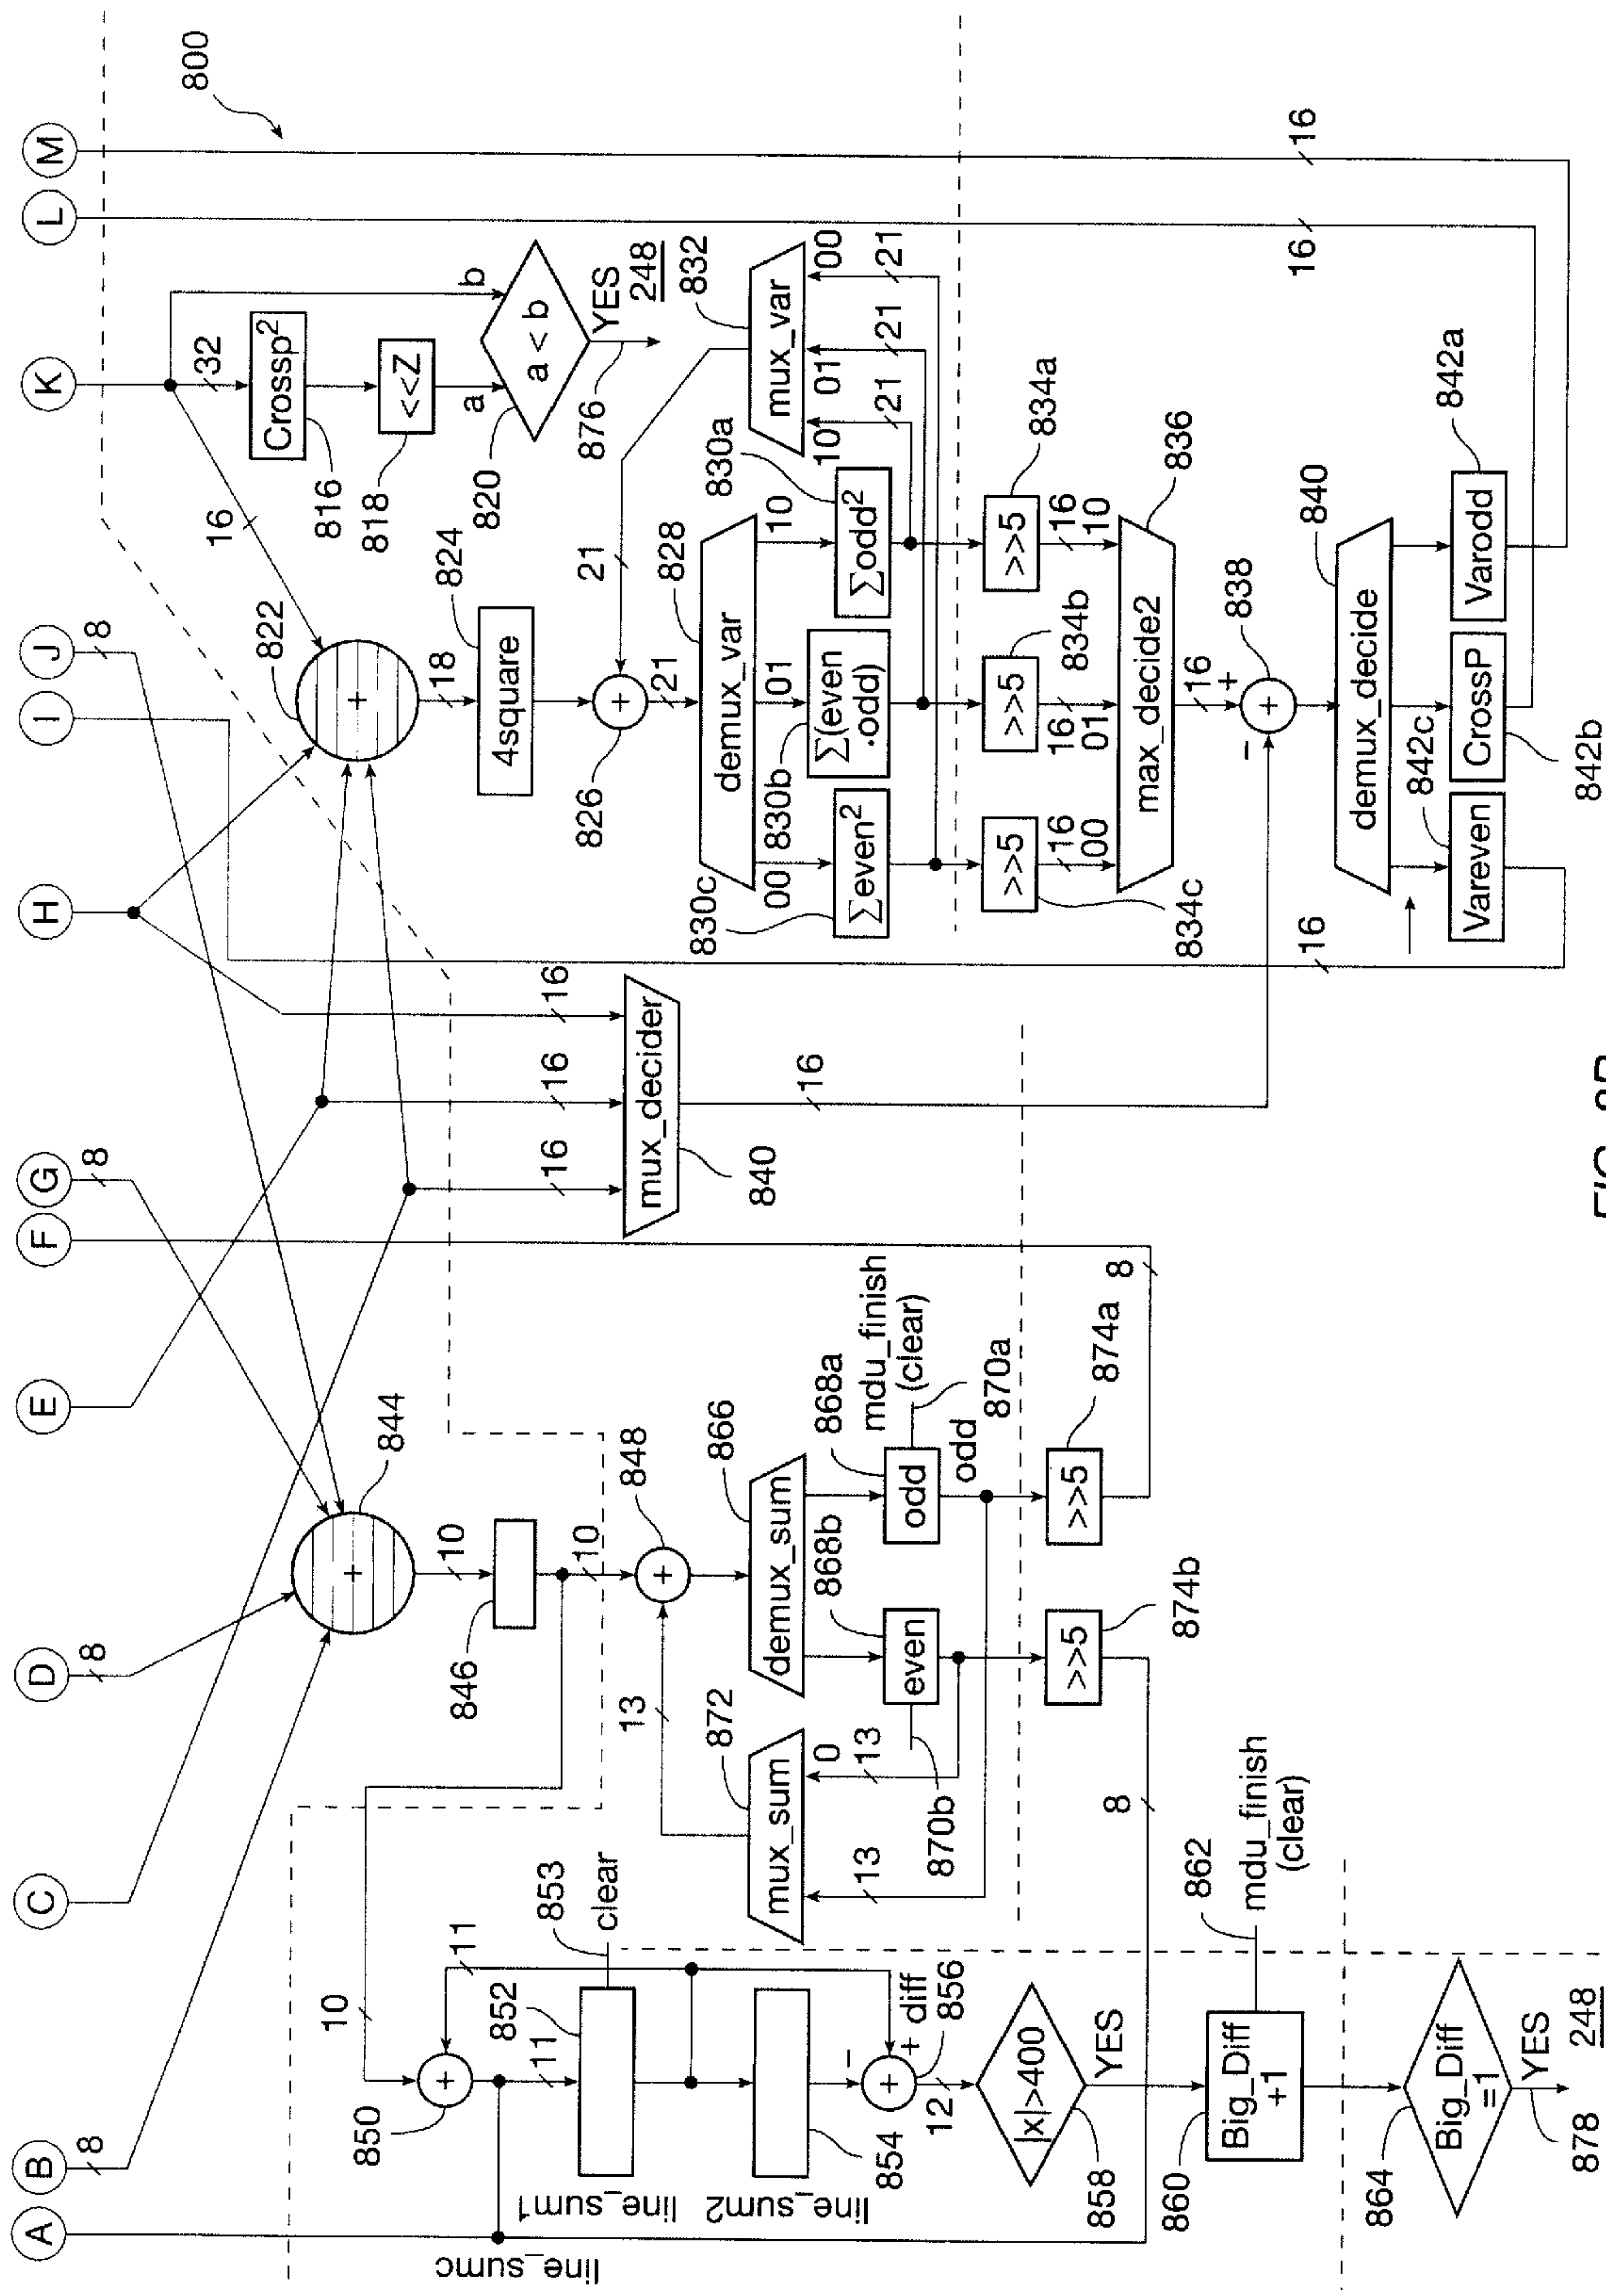 A
B
C
D
E
F
G
H
I
J
K
L
M
8
8
8
8
800
16
32
Crossp²
816
<<Z
818
a
b
a < b
820
YES
248
876
822
+
18
4square
824
21
+
826
21
demux_var
828
mux_var
832
10
01
00
21
21
21
00
01
10
830c
Σeven²
830b
Σ(even
.odd)
830a
Σodd²
>>5
834c
>>5
834b
>>5
834a
16
00
16
01
16
10
max_decide2
836
16
+
−
+
838
demux_decide
840
842c
Vareven
CrossP
842b
Varodd
842a
16
16
16
16
16
16
mux_decider
840
16
+
844
10
846
10
+
848
13
demux_sum
866
mux_sum
872
0
13
13
868b
even
870b
868a
odd
mdu_finish
(clear)
870a
odd
>>5
874b
>>5
874a
8
8
10
+
850
11
11
852
853
clear
line_sumc
line_sum1
line_sum2
854
−
+
diff
+
856
12
|x|>400
858
YES
Big_Diff
+1
860
862
mdu_finish
(clear)
Big_Diff
=1
864
YES
248
878